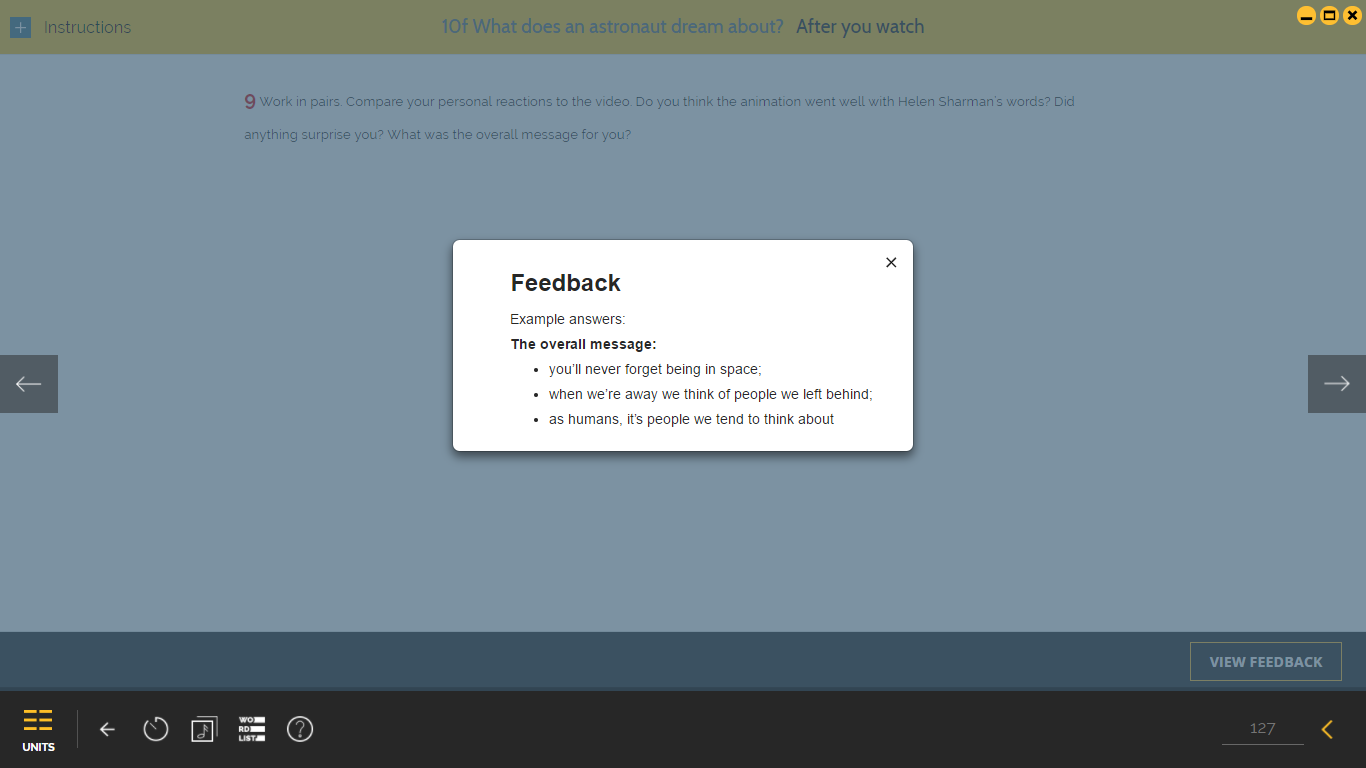 Instructions
10f What does an astronaut dream about? After you watch
9 Work in pairs. Compare your personal reactions to the video. Do you think the animation went well with Helen Sharman's words? Did
anything surprise you? What was the overall message for you?
Feedback
Example answers:
The overall message:
• you'll never forget being in space;
• when we're away we think of people we left behind;
• as humans, it's people we tend to think about
VIEW FEEDBACK
UNITS
WO
RD
LIST
127